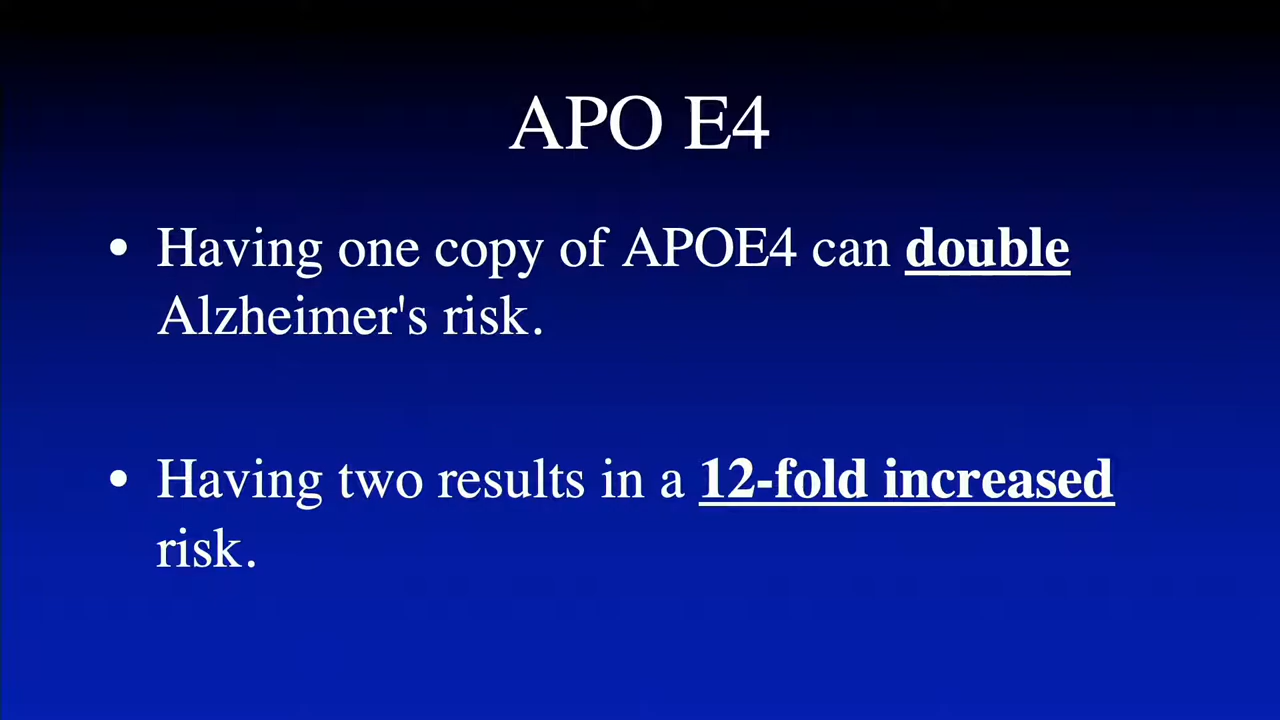 APO E4
• Having one copy of APOE4 can double
Alzheimer's risk.
• Having two results in a 12-fold increased
risk.